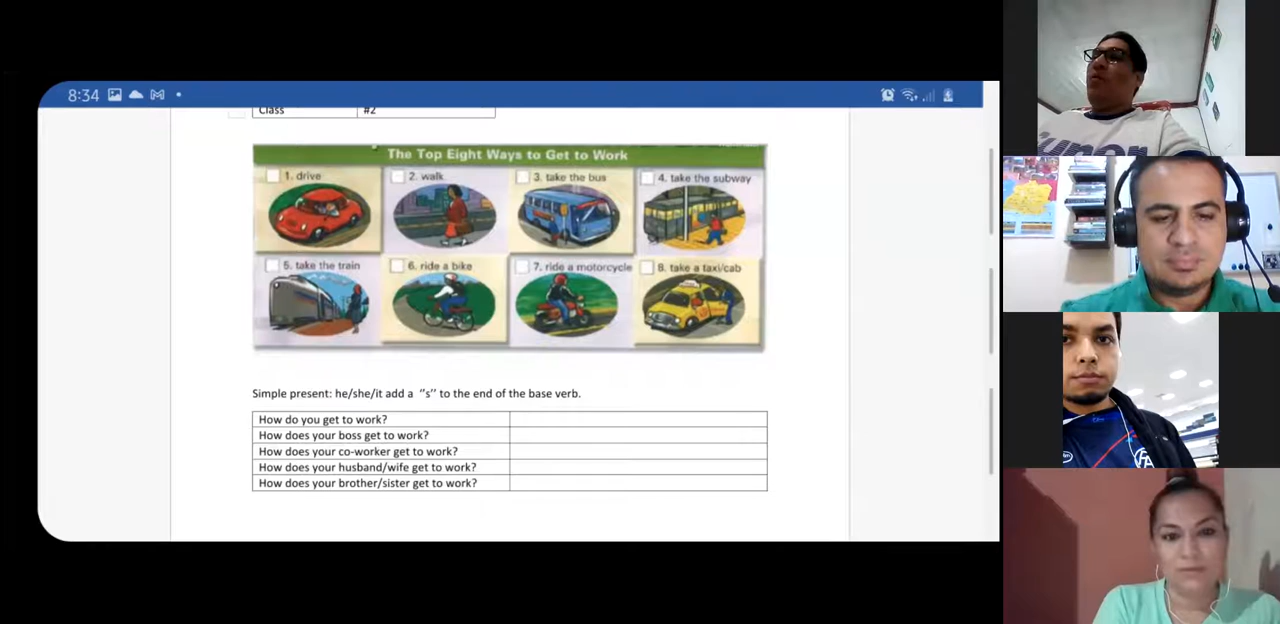 8:34
Class #2
The Top Eight Ways to Get to Work
1. drive 2. walk 3. take the bus 4. take the subway
5. take the train 6. ride a bike 7. ride a motorcycle 8. take a taxi/cab
Simple present: he/she/it add a "s" to the end of the base verb.
How do you get to work?
How does your boss get to work?
How does your co-worker get to work?
How does your husband/wife get to work?
How does your brother/sister get to work?